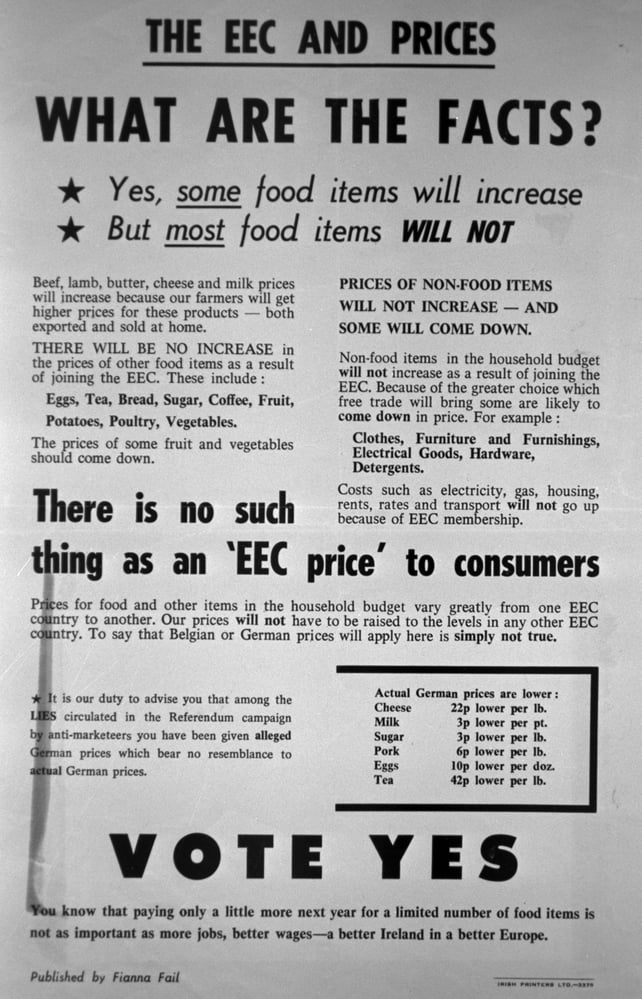 THE EEC AND PRICES
WHAT ARE THE FACTS?
★ Yes, some food items will increase
★ But most food items WILL NOT
Beef, lamb, butter, cheese and milk prices
will increase because our farmers will get
higher prices for these products — both
exported and sold at home.
THERE WILL BE NO INCREASE in
the prices of other food items as a result
of joining the EEC. These include :
Eggs, Tea, Bread, Sugar, Coffee, Fruit,
Potatoes, Poultry, Vegetables.
The prices of some fruit and vegetables
should come down.
PRICES OF NON-FOOD ITEMS
WILL NOT INCREASE — AND
SOME WILL COME DOWN.
Non-food items in the household budget
will not increase as a result of joining the
EEC. Because of the greater choice which
free trade will bring some are likely to
come down in price. For example :
Clothes, Furniture and Furnishings,
Electrical Goods, Hardware,
Detergents.
Costs such as electricity, gas, housing,
rents, rates and transport will not go up
because of EEC membership.
There is no such
thing as an 'EEC price' to consumers
Prices for food and other items in the household budget vary greatly from one EEC
country to another. Our prices will not have to be raised to the levels in any other EEC
country. To say that Belgian or German prices will apply here is simply not true.
★ It is our duty to advise you that among the
LIES circulated in the Referendum campaign
by anti-marketeers you have been given alleged
German prices which bear no resemblance to
actual German prices.
Actual German prices are lower :
Cheese 22p lower per lb.
Milk 3p lower per pt.
Sugar 3p lower per lb.
Pork 6p lower per lb.
Eggs 10p lower per doz.
Tea 42p lower per lb.
VOTE YES
You know that paying only a little more next year for a limited number of food items is
not as important as more jobs, better wages—a better Ireland in a better Europe.
Published by Fianna Fail
IRISH PRINTERS LTD.—3370